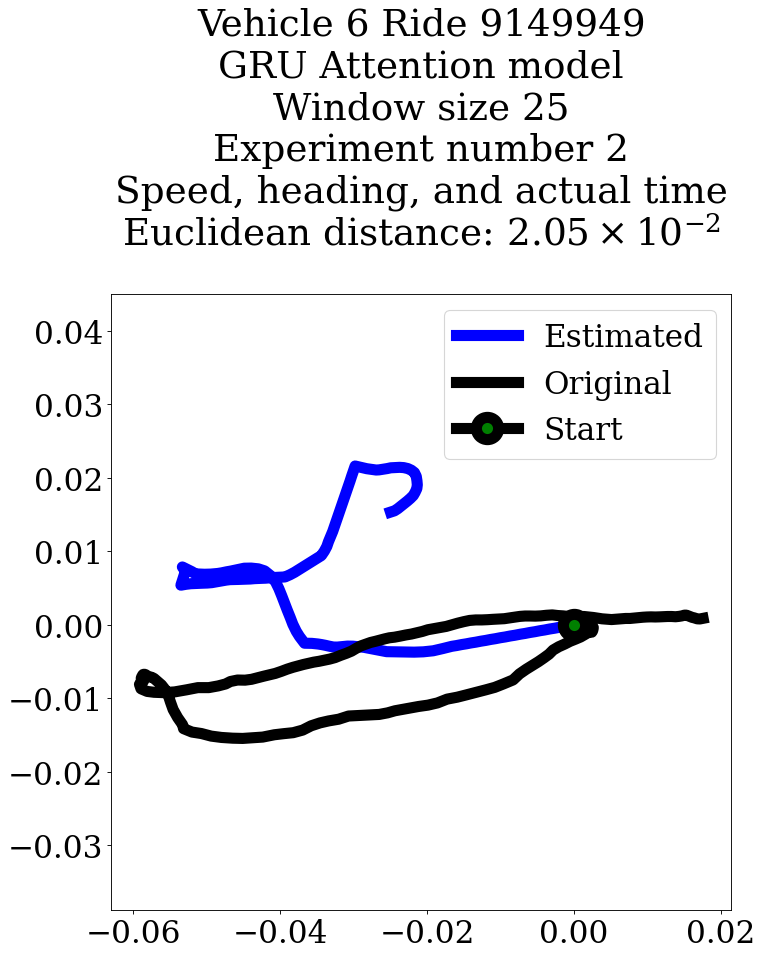 Vehicle 6 Ride 9149949
GRU Attention model
Window size 25
Experiment number 2
Speed, heading, and actual time
Euclidean distance: 2.05 × 10⁻²
Estimated
Original
Start
0.04
0.03
0.02
0.01
0.00
−0.01
−0.02
−0.03
−0.06 −0.04 −0.02 0.00 0.02